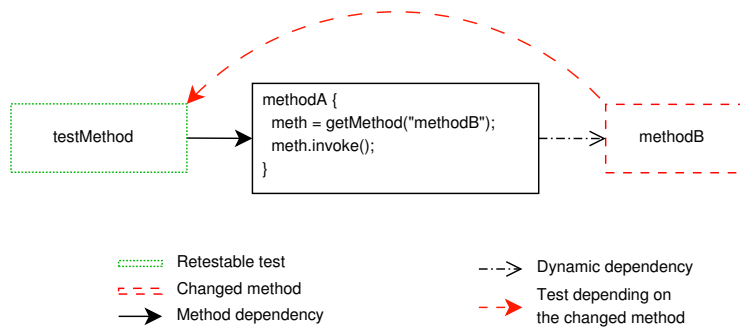 testMethod
methodA {
meth = getMethod("methodB");
meth.invoke();
}
methodB
Retestable test
Changed method
Method dependency
Dynamic dependency
Test depending on
the changed method